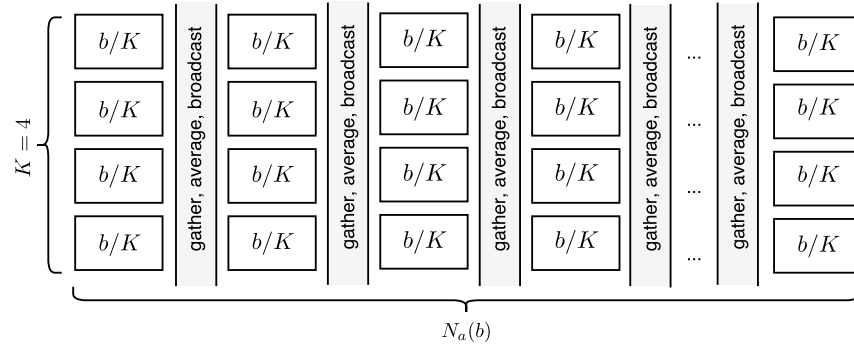 K = 4
b/K b/K b/K b/K b/K
b/K b/K b/K b/K ... b/K
b/K b/K b/K b/K ... b/K
b/K b/K b/K b/K ... b/K
...
gather, average, broadcast
gather, average, broadcast
gather, average, broadcast
gather, average, broadcast
gather, average, broadcast
N_a(b)